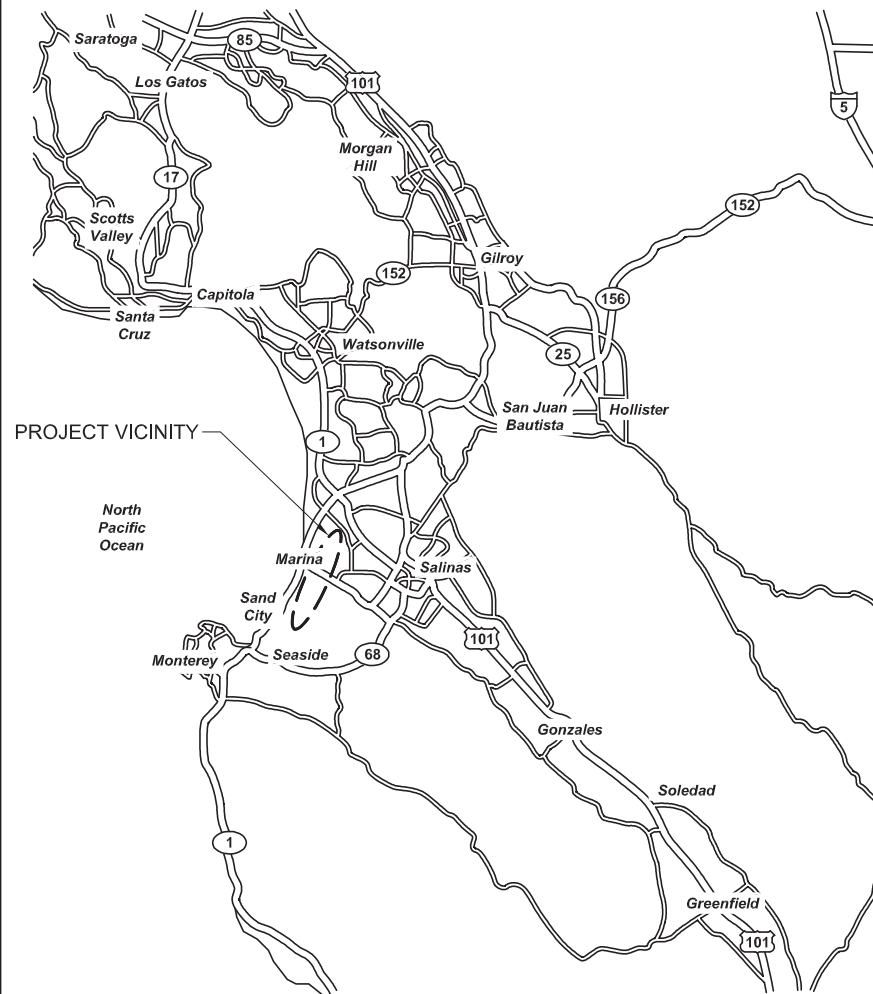 Saratoga
85
Los Gatos
101
5
Morgan
Hill
17
152
Scotts
Valley
Gilroy
152
Capitola
156
Santa
Cruz
Watsonville
25
San Juan
Bautista
Hollister
PROJECT VICINITY
1
North
Pacific
Ocean
Marina
Salinas
Sand
City
101
Seaside
68
Monterey
Gonzales
Soledad
1
Greenfield
101